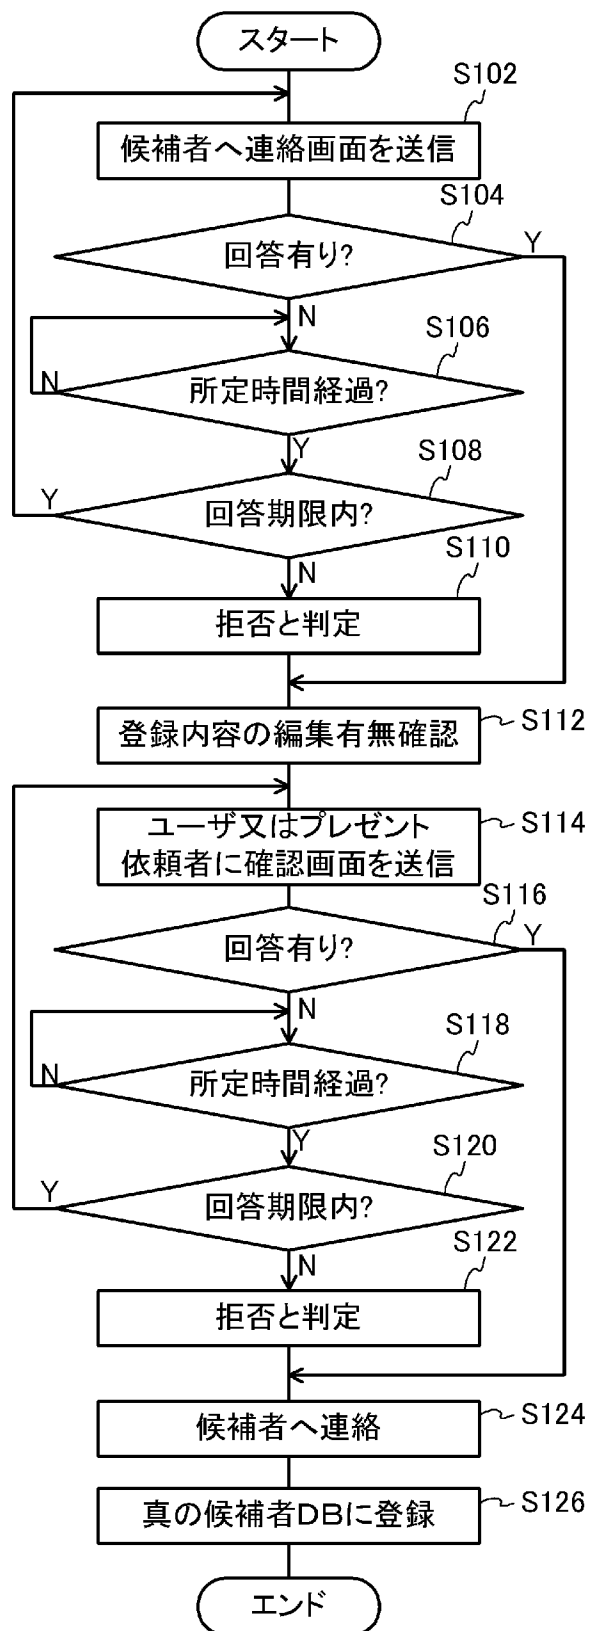 スタート
S102
候補者へ連絡画面を送信
S104
回答有り?
Y
N
S106
所定時間経過?
N
Y
S108
回答期限内?
Y
N
S110
拒否と判定
登録内容の編集有無確認
S112
ユーザ又はプレゼント
依頼者に確認画面を送信
S114
S116
回答有り?
Y
N
S118
所定時間経過?
N
Y
S120
回答期限内?
Y
N
S122
拒否と判定
候補者へ連絡
S124
真の候補者DBに登録
S126
エンド